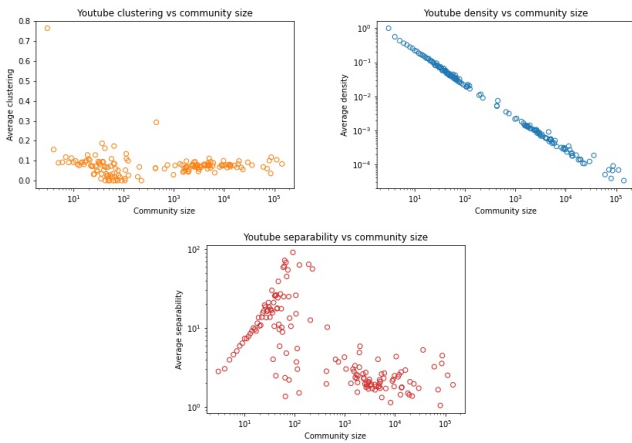 Youtube clustering vs community size
0.8
0.7
0.6
0.5
0.4
0.3
0.2
0.1
0.0
Average clustering
10¹ 10² 10³ 10⁴ 10⁵
Community size
Youtube density vs community size
10⁰
10⁻¹
10⁻²
10⁻³
10⁻⁴
Average density
10¹ 10² 10³ 10⁴ 10⁵
Community size
Youtube separability vs community size
10²
10¹
10⁰
Average separability
10¹ 10² 10³ 10⁴ 10⁵
Community size